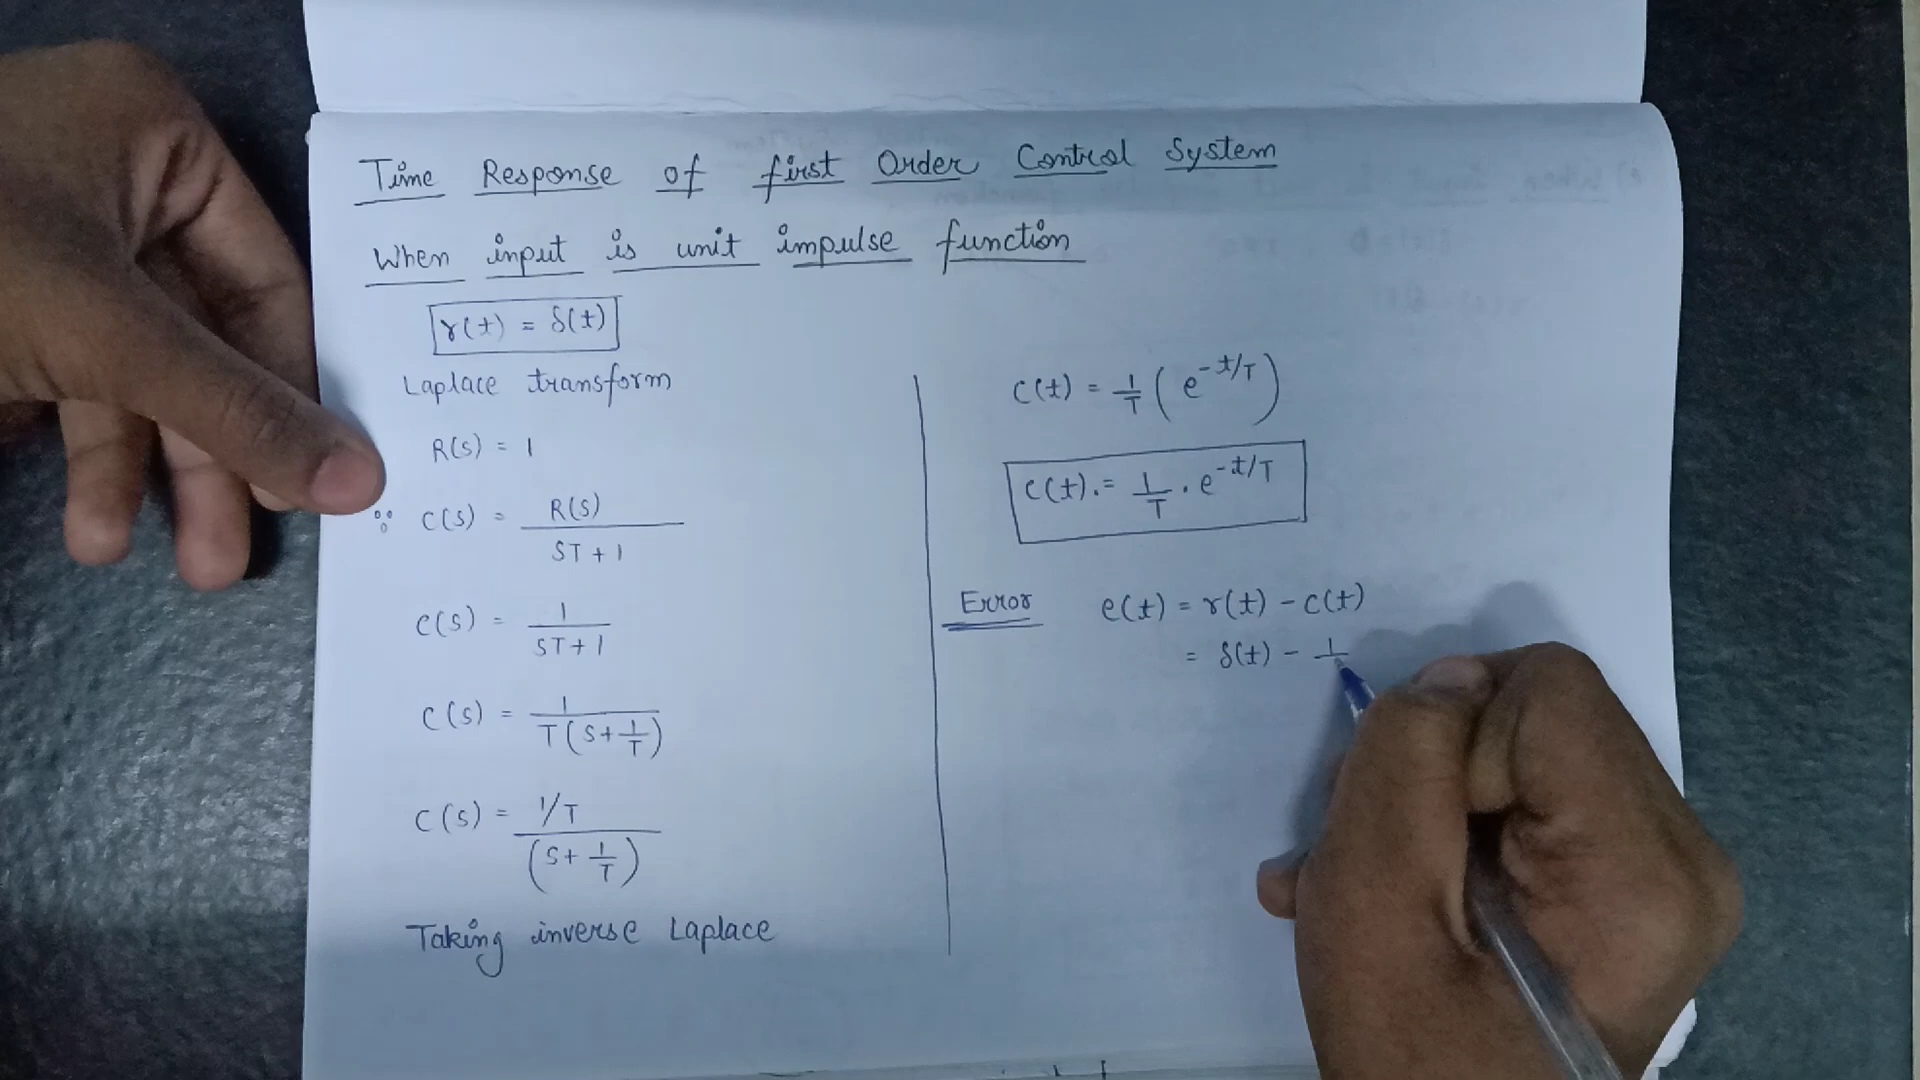 Time Response of first Order Control System
When input is unit impulse function
r(t) = δ(t)
Laplace transform
R(s) = 1
∵ C(s) = R(s) / ST + 1
C(s) = 1 / ST + 1
C(s) = 1 / T(S + 1/T)
C(s) = 1/T / (S + 1/T)
Taking inverse Laplace
C(t) = 1/T (e^-t/T)
C(t). = 1/T . e^-t/T
Error e(t) = r(t) - c(t)
= δ(t) - 1